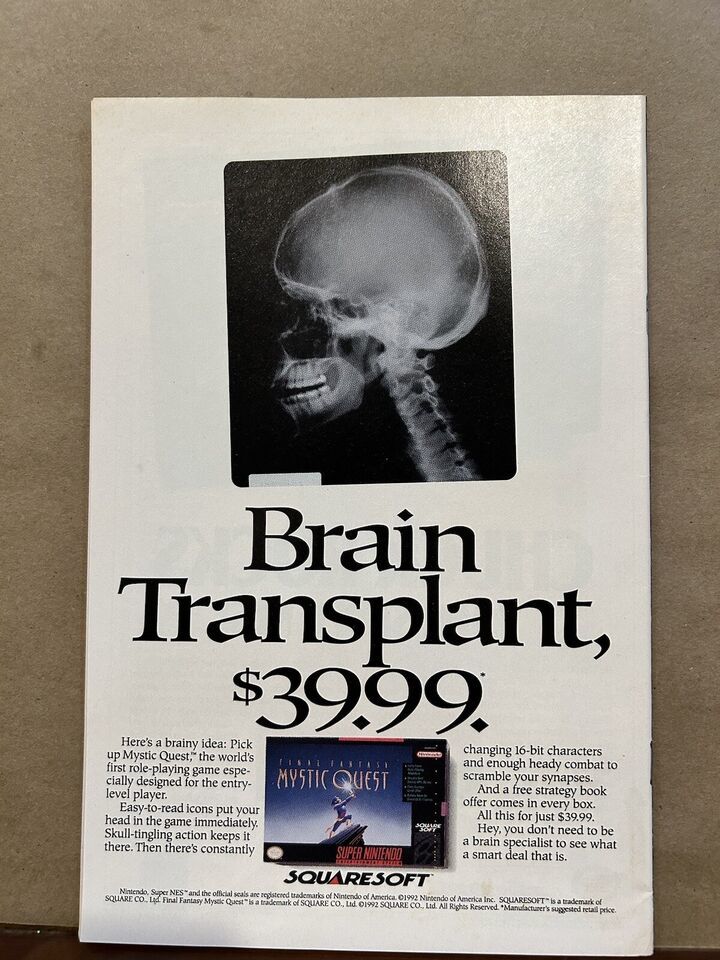 Brain
Transplant,
$39.99.*
Here's a brainy idea: Pick
up Mystic Quest,™ the world's
first role-playing game espe-
cially designed for the entry-
level player.
Easy-to-read icons put your
head in the game immediately.
Skull-tingling action keeps it
there. Then there's constantly
FINAL FANTASY
MYSTIC QUEST
Nintendo
SQUARE
SOFT
SUPER NINTENDO
ENTERTAINMENT SYSTEM
changing 16-bit characters
and enough heady combat to
scramble your synapses.
And a free strategy book
offer comes in every box.
All this for just $39.99.
Hey, you don't need to be
a brain specialist to see what
a smart deal that is.
SQUARESOFT™
Nintendo, Super NES™ and the official seals are registered trademarks of Nintendo of America. ©1992 Nintendo of America Inc. SQUARESOFT™ is a trademark of
SQUARE CO., Ltd. Final Fantasy Mystic Quest™ is a trademark of SQUARE CO., Ltd. ©1992 SQUARE CO., Ltd. All Rights Reserved. *Manufacturer's suggested retail price.